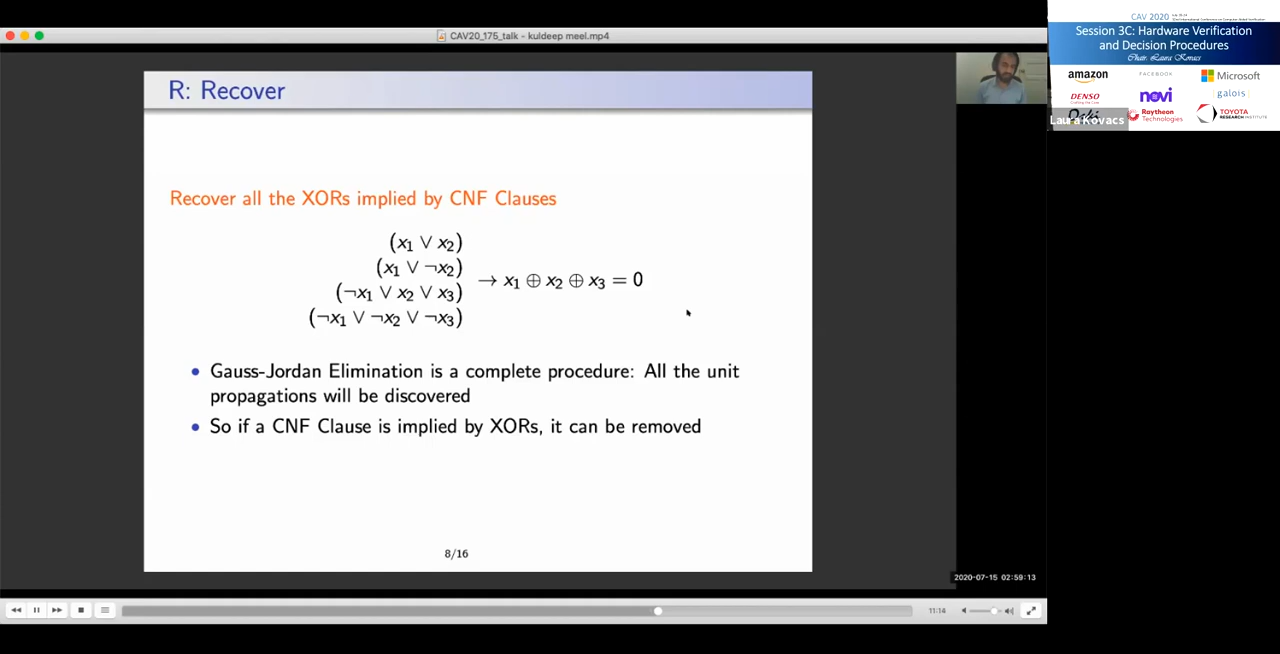 CAV20_175_talk - kuldeep meel.mp4
R: Recover
Recover all the XORs implied by CNF Clauses
(x₁ ∨ x₂)
(x₁ ∨ ¬x₂)
(¬x₁ ∨ x₂ ∨ x₃)
(¬x₁ ∨ ¬x₂ ∨ ¬x₃)
→ x₁ ⊕ x₂ ⊕ x₃ = 0
• Gauss-Jordan Elimination is a complete procedure: All the unit
propagations will be discovered
• So if a CNF Clause is implied by XORs, it can be removed
8/16
2020-07-15 02:59:13
11:14
CAV 2020
Session 3C: Hardware Verification
and Decision Procedures
Chair: Laura Kovacs
amazon
FACEBOOK
Microsoft
DENSO
novi
galois
Laura Kovacs
Raytheon
Technologies
TOYOTA
RESEARCH INSTITUTE